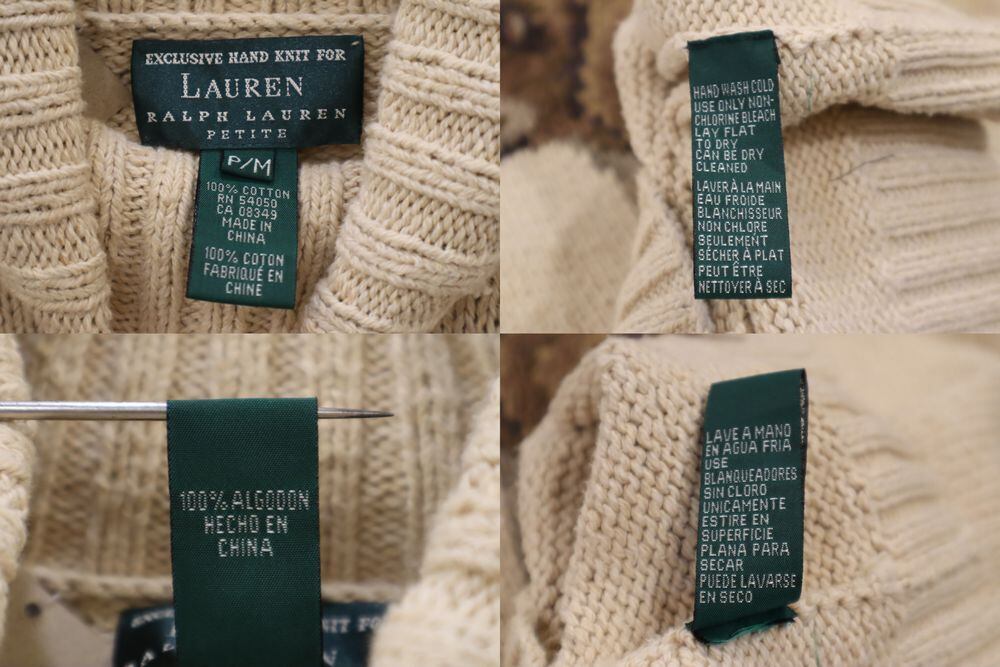 EXCLUSIVE HAND KNIT FOR
LAUREN
RALPH LAUREN
PETITE
P/M
100% COTTON
RN 54050
CA 08349
MADE IN
CHINA
100% COTON
FABRIQUÉ EN
CHINE
HAND WASH COLD
USE ONLY NON-
CHLORINE BLEACH
LAY FLAT
TO DRY
CAN BE DRY
CLEANED
LAVER À LA MAIN
EAU FROIDE
BLANCHISSEUR
NON CHLORE
SEULEMENT
SÉCHER À PLAT
PEUT ÊTRE
NETTOYER À SEC
100% ALGODON
HECHO EN
CHINA
EXCLUSIVE
NIT FOR
LAVE A MANO
EN AGUA FRIA
USE
BLANQUEADORES
SIN CLORO
UNICAMENTE
ESTIRE EN
SUPERFICIE
PLANA PARA
SECAR
PUEDE LAVARSE
EN SECO